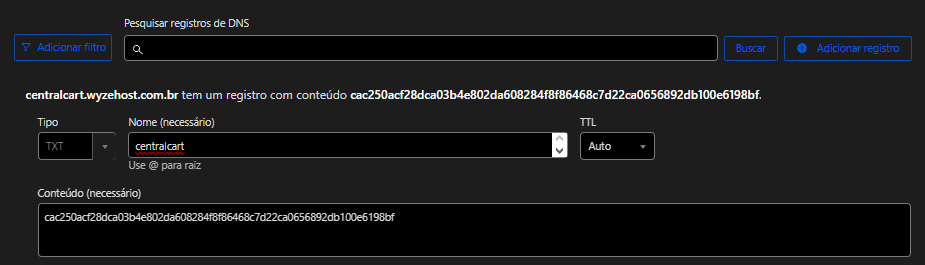 Pesquisar registros de DNS
Adicionar filtro
Buscar
Adicionar registro
centralcart.wyzehost.com.br tem um registro com conteúdo cac250acf28dca03b4e802da608284f8f86468c7d22ca0656892db100e6198bf.
Tipo
Nome (necessário)
TTL
TXT
centralcart
Auto
Use @ para raiz
Conteúdo (necessário)
cac250acf28dca03b4e802da608284f8f86468c7d22ca0656892db100e6198bf